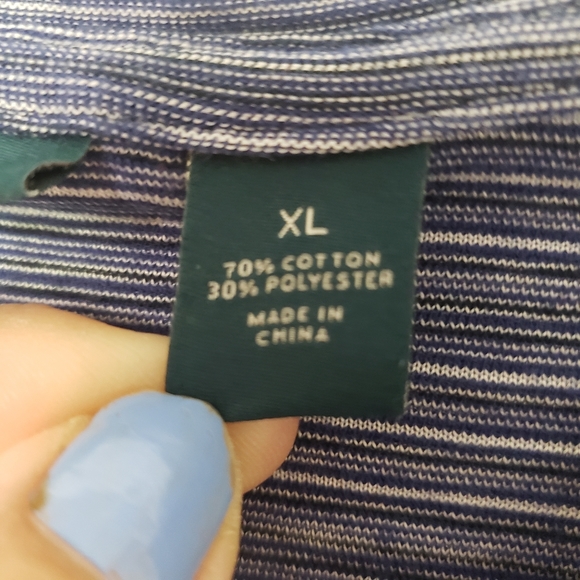 XL
70% COTTON
30% POLYESTER
MADE IN
CHINA